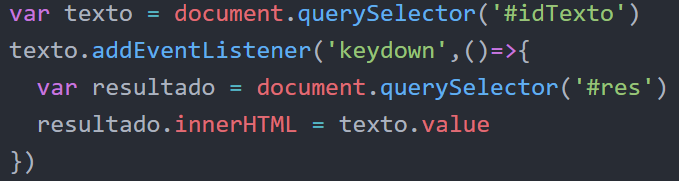 var texto = document.querySelector('#idTexto')
texto.addEventListener('keydown',()=>{
  var resultado = document.querySelector('#res')
  resultado.innerHTML = texto.value
})